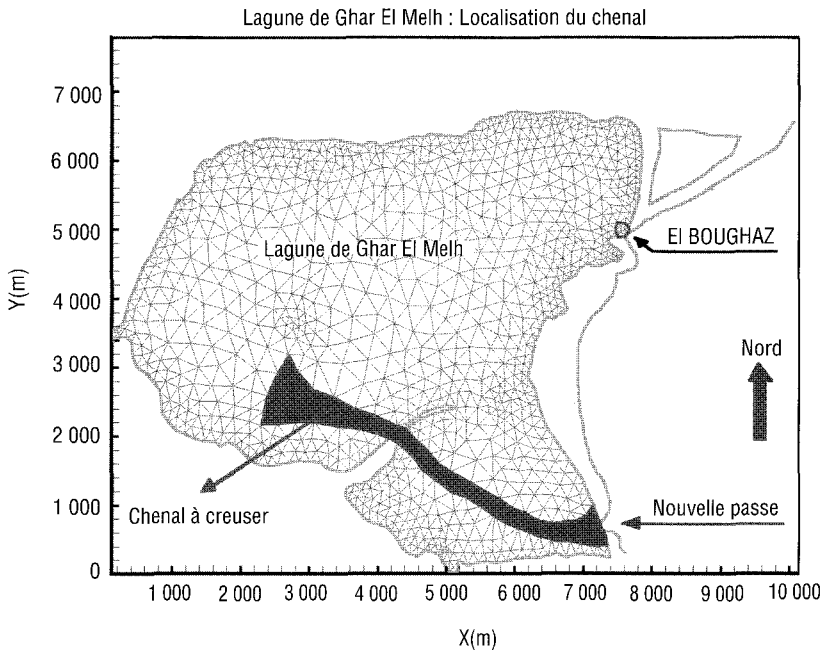 Lagune de Ghar El Melh : Localisation du chenal
7 000
6 000
5 000
4 000
3 000
2 000
1 000
0
Y(m)
Lagune de Ghar El Melh
El BOUGHAZ
Nord
Chenal à creuser
Nouvelle passe
1 000 2 000 3 000 4 000 5 000 6 000 7 000 8 000 9 000 10 000
X(m)